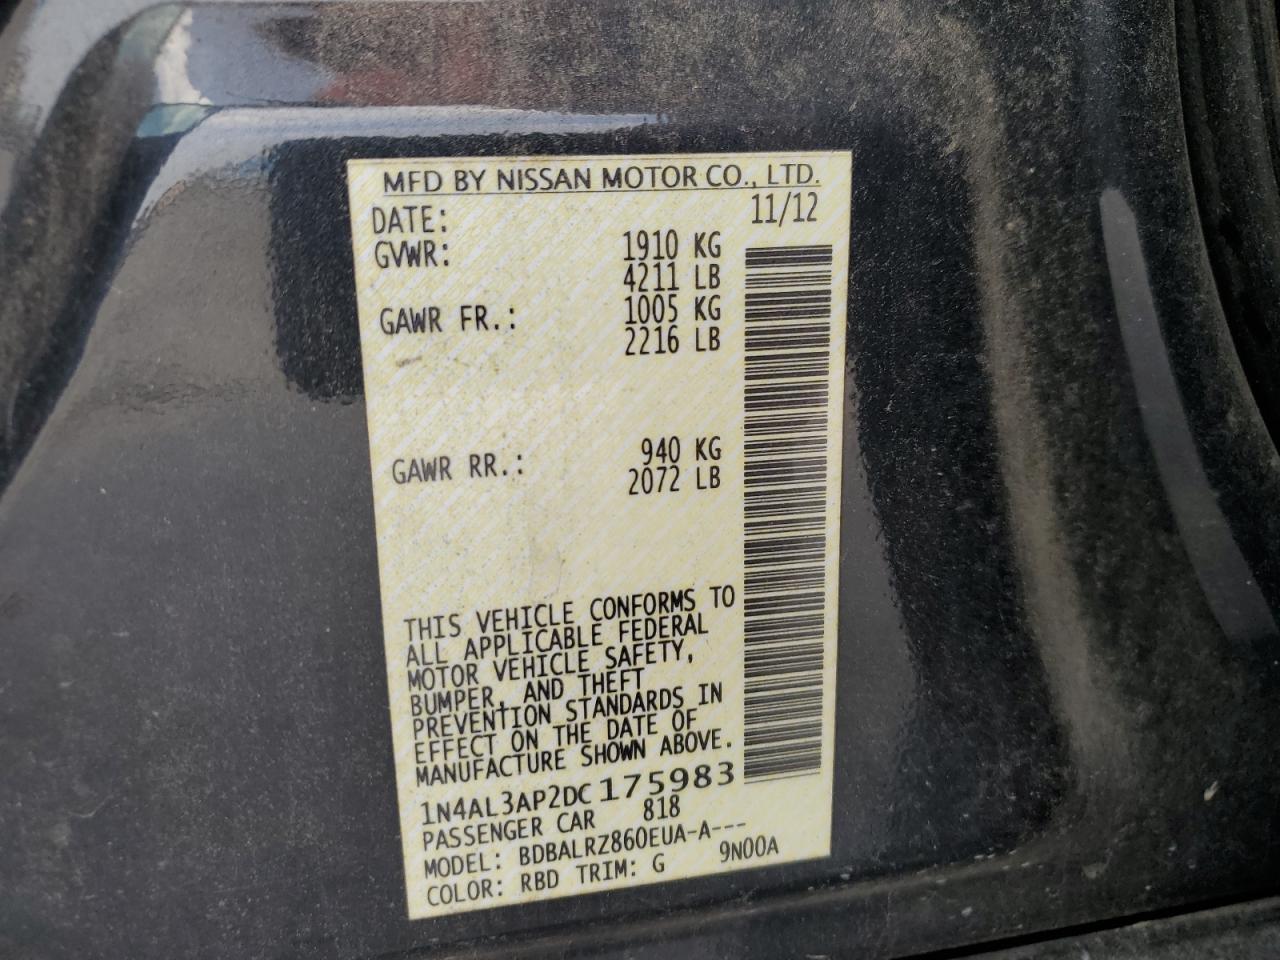 MFD BY NISSAN MOTOR CO., LTD.
DATE: 11/12
GVWR: 1910 KG
4211 LB
GAWR FR.: 1005 KG
2216 LB
GAWR RR.: 940 KG
2072 LB
THIS VEHICLE CONFORMS TO
ALL APPLICABLE FEDERAL
MOTOR VEHICLE SAFETY,
BUMPER, AND THEFT
PREVENTION STANDARDS IN
EFFECT ON THE DATE OF
MANUFACTURE SHOWN ABOVE.
1N4AL3AP2DC175983
PASSENGER CAR 818
MODEL: BDBALRZ860EUA-A---
COLOR: RBD TRIM: G 9N00A